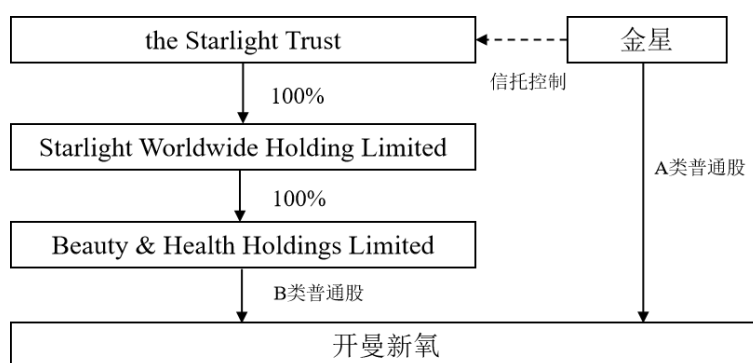 the Starlight Trust
金星
信托控制
100%
Starlight Worldwide Holding Limited
A类普通股
100%
Beauty & Health Holdings Limited
B类普通股
开曼新氧